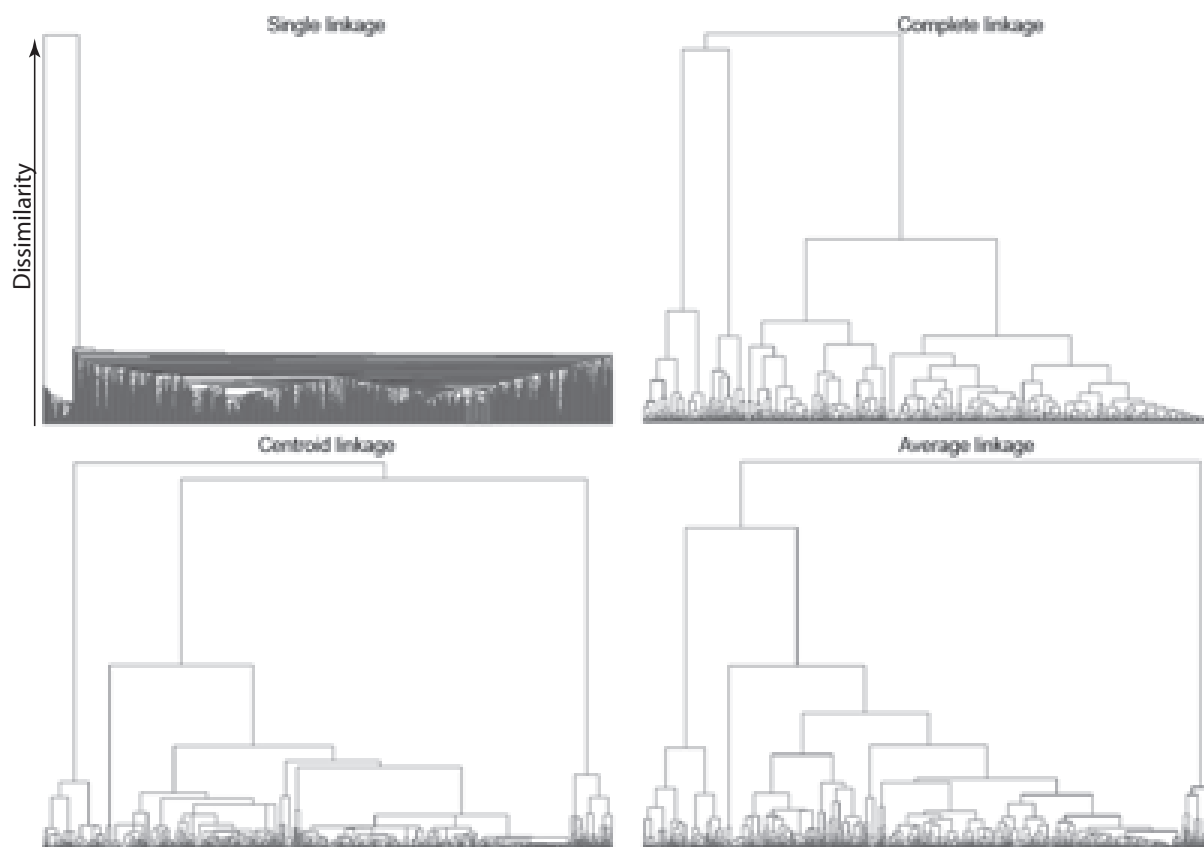 Single linkage
Complete linkage
Dissimilarity
Centroid linkage
Average linkage